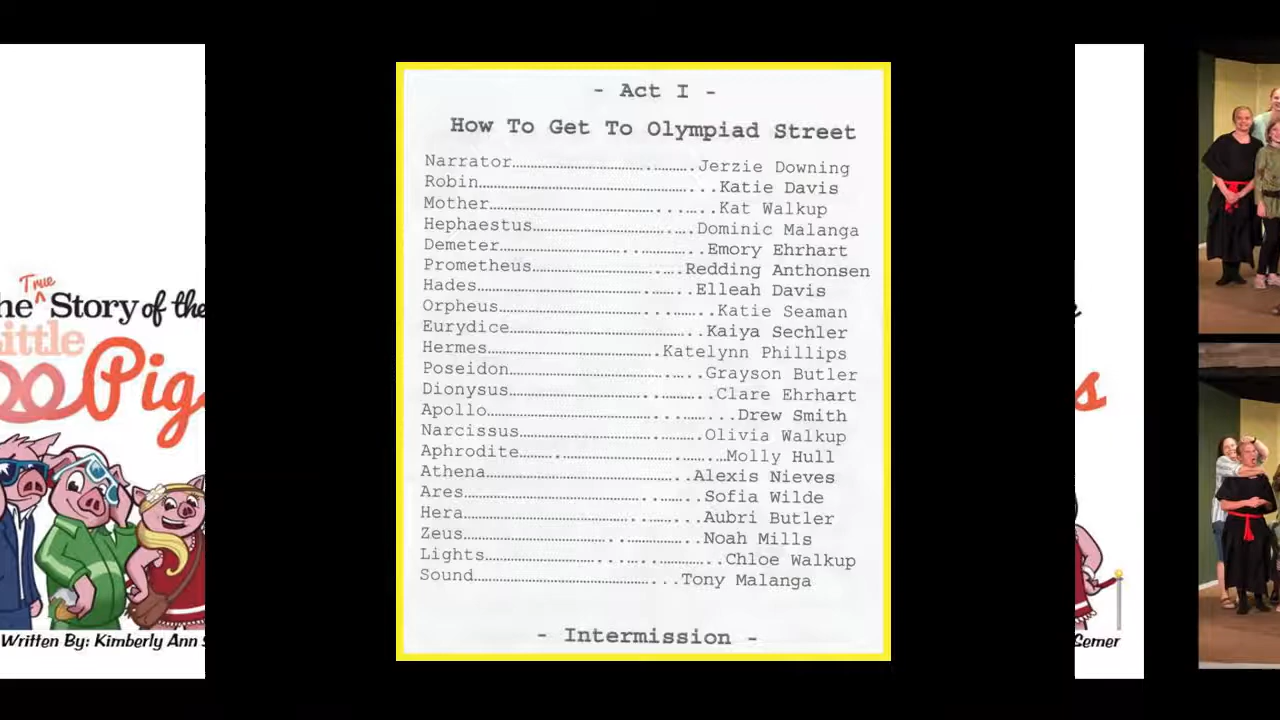 - Act I -
How To Get To Olympiad Street
Narrator...............Jerzie Downing
Robin...............Katie Davis
Mother...............Kat Walkup
Hephaestus...............Dominic Malanga
Demeter...............Emory Ehrhart
Prometheus...............Redding Anthonsen
Hades...............Elleah Davis
Orpheus...............Katie Seaman
Eurydice...............Kaiya Sechler
Hermes...............Katelynn Phillips
Poseidon...............Grayson Butler
Dionysus...............Clare Ehrhart
Apollo...............Drew Smith
Narcissus...............Olivia Walkup
Aphrodite...............Molly Hull
Athena...............Alexis Nieves
Ares...............Sofia Wilde
Hera...............Aubri Butler
Zeus...............Noah Mills
Lights...............Chloe Walkup
Sound...............Tony Malanga
- Intermission -
True
Story of the
Pig
Written By: Kimberly Ann
Semer